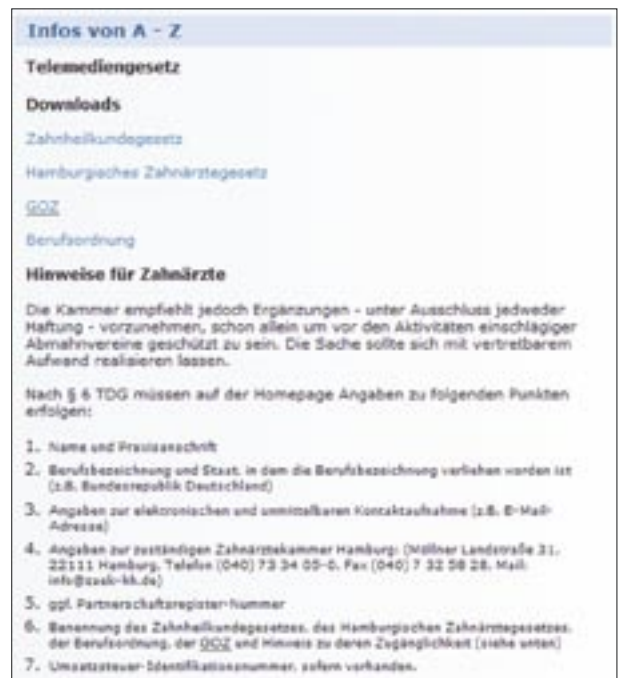 Infos von A - Z
Telemediengesetz
Downloads
Zahnheilkundegesetz
Hamburgisches Zahnärztegesetz
GOZ
Berufsordnung
Hinweise für Zahnärzte
Die Kammer empfiehlt jedoch Ergänzungen - unter Ausschluss jedweder
Haftung - vorzunehmen, schon allein um vor den Aktivitäten einschlägiger
Abmahnvereine geschützt zu sein. Die Sache sollte sich mit vertretbarem
Aufwand realisieren lassen.
Nach § 6 TDG müssen auf der Homepage Angaben zu folgenden Punkten
erfolgen:
1. Name und Praxisanschrift
2. Berufsbezeichnung und Staat, in dem die Berufsbezeichnung verliehen worden ist
(z.B. Bundesrepublik Deutschland)
3. Angaben zur elektronischen und unmittelbaren Kontaktaufnahme (z.B. E-Mail-
Adresse)
4. Angaben zur zuständigen Zahnärztekammer Hamburg: (Möllner Landstraße 31,
22111 Hamburg, Telefon (040) 73 34 05-0, Fax (040) 7 32 58 28, Mail:
info@zaek-hh.de)
5. ggf. Partnerschaftsregister-Nummer
6. Benennung des Zahnheilkundegesetzes, des Hamburgischen Zahnärztegesetzes,
der Berufsordnung, der GOZ und Hinweis zu deren Zugänglichkeit (siehe unten)
7. Umsatzsteuer-Identifikationsnummer, sofern vorhanden.